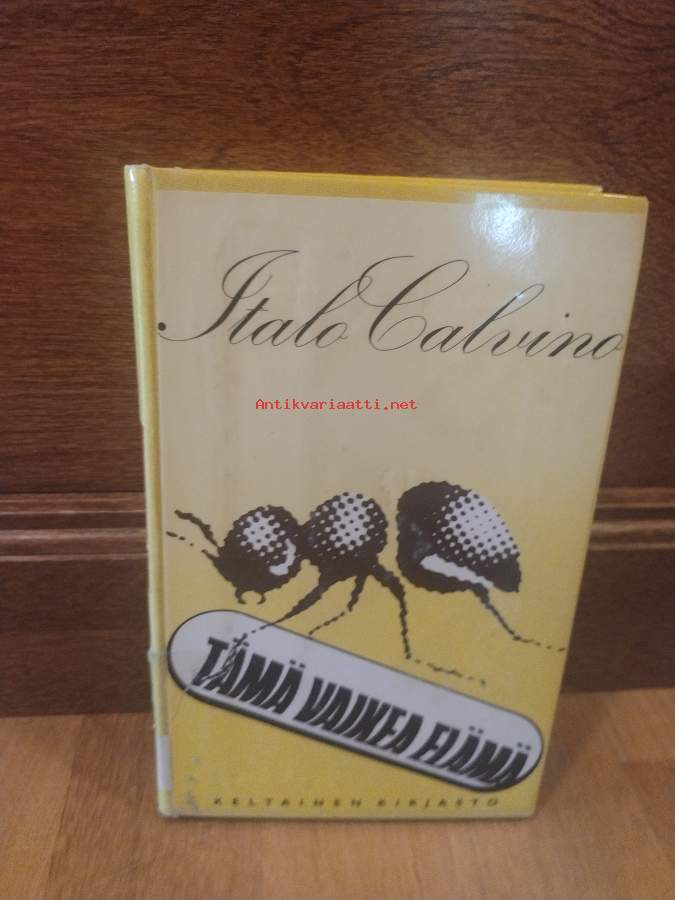 Italo Calvino
Antikvariaatti.net
TÄMÄ VAIKEA ELÄMÄ
KELTAINEN KIRJASTO